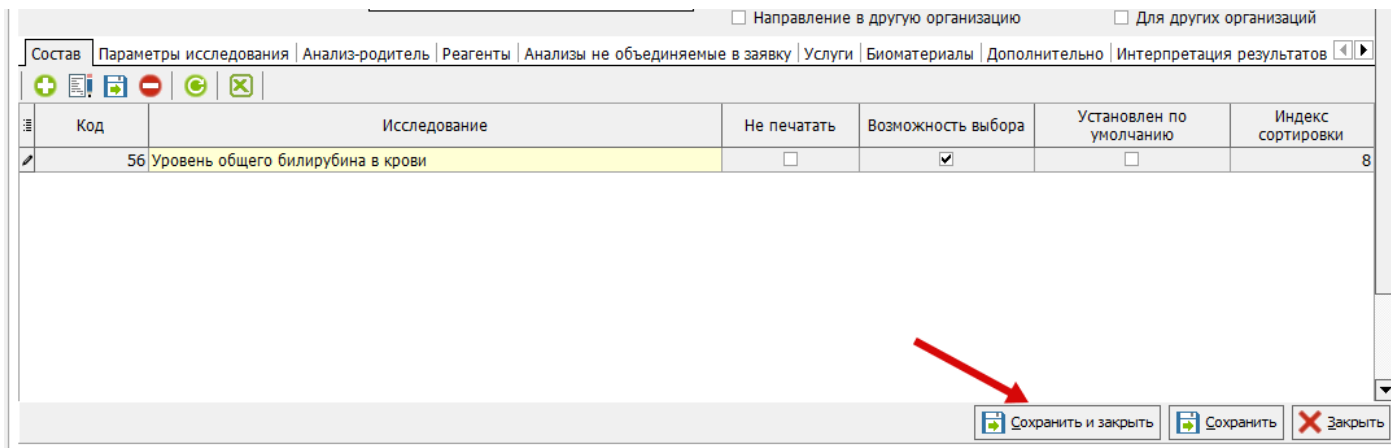 Направление в другую организацию Для других организаций
Состав Параметры исследования Анализ-родитель Реагенты Анализы не объединяемые в заявку Услуги Биоматериалы Дополнительно Интерпретация результатов
Код Исследование Не печатать Возможность выбора Установлен по умолчанию Индекс сортировки
56 Уровень общего билирубина в крови 8
Сохранить и закрыть Сохранить Закрыть